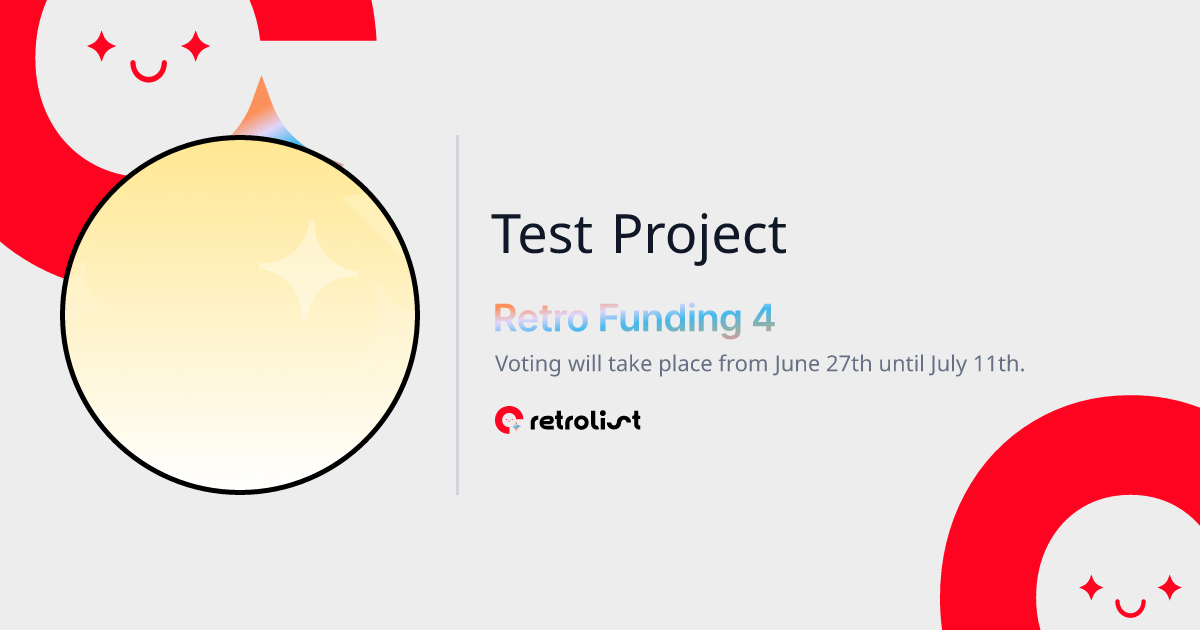 Test Project
Retro Funding 4
Voting will take place from June 27th until July 11th.
retrolist